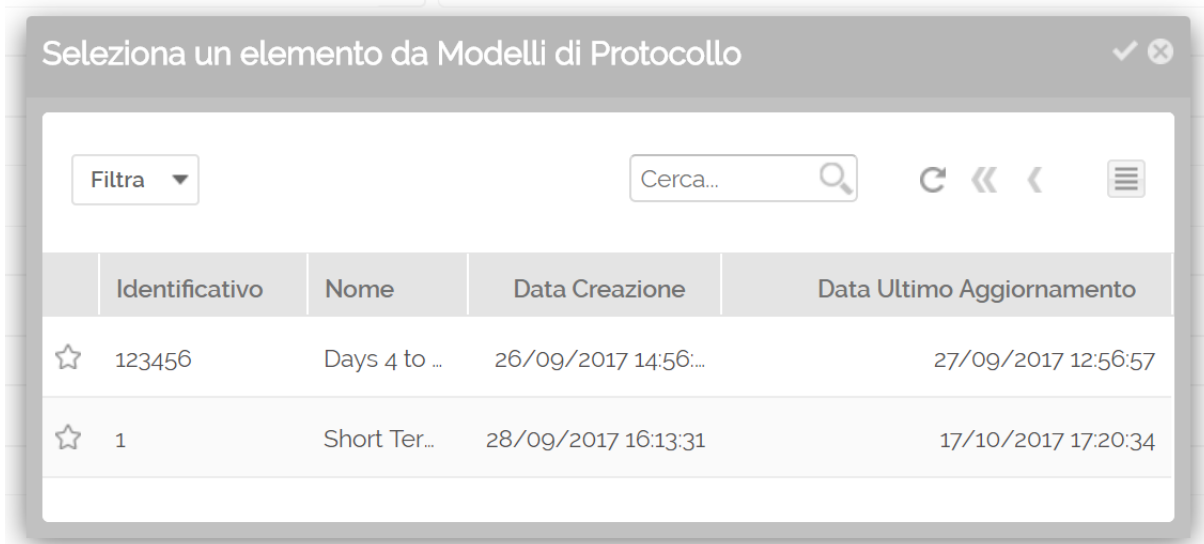 Seleziona un elemento da Modelli di Protocollo
Filtra Cerca...
Identificativo Nome Data Creazione Data Ultimo Aggiornamento
123456 Days 4 to ... 26/09/2017 14:56:... 27/09/2017 12:56:57
1 Short Ter... 28/09/2017 16:13:31 17/10/2017 17:20:34